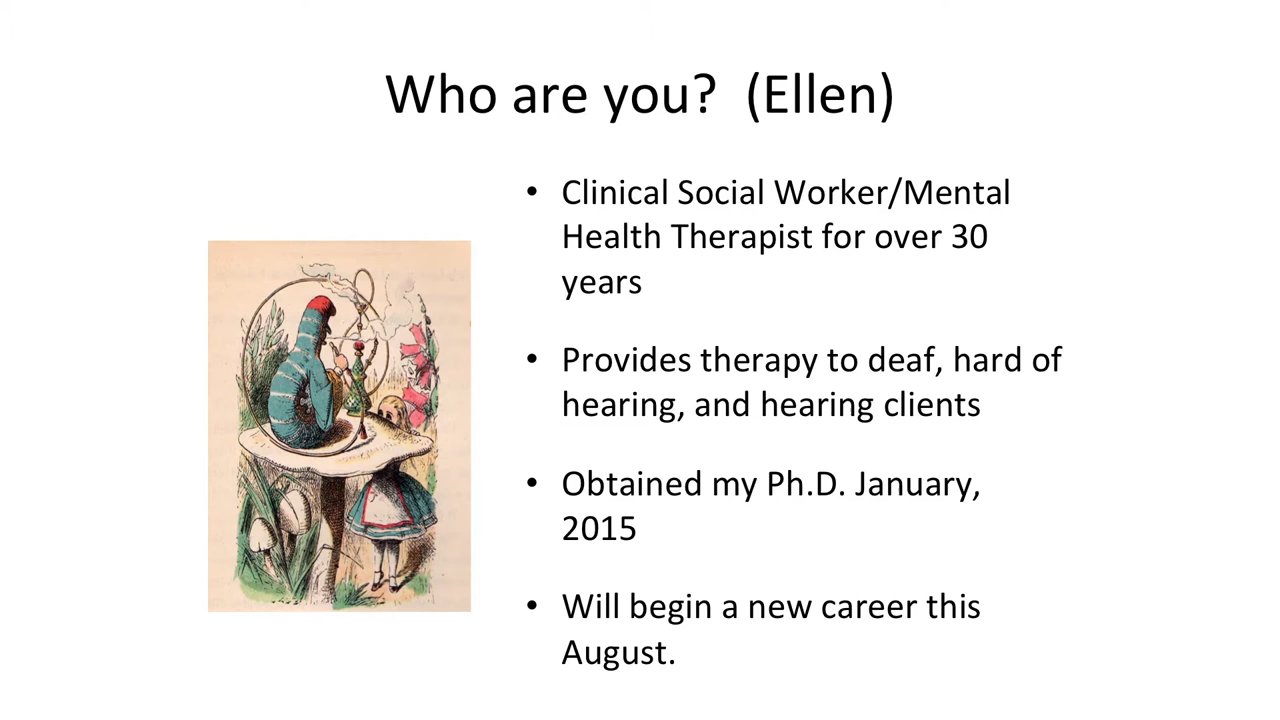 Who are you?  (Ellen)
• Clinical Social Worker/Mental
Health Therapist for over 30
years
• Provides therapy to deaf, hard of
hearing, and hearing clients
• Obtained my Ph.D. January,
2015
• Will begin a new career this
August.